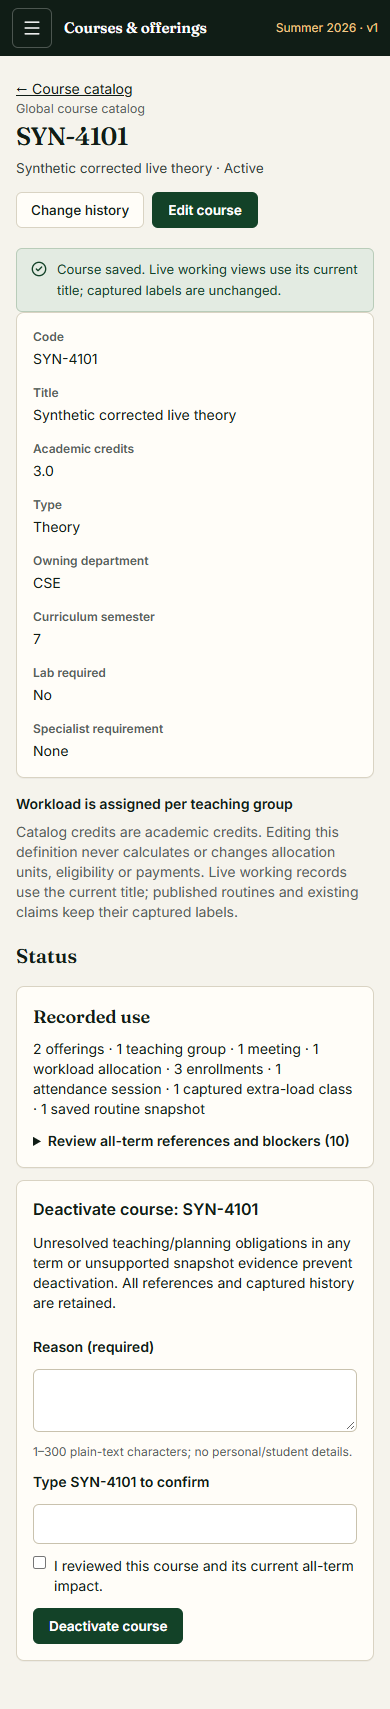 Courses & offerings
Summer 2026 · v1
← Course catalog
Global course catalog
SYN-4101
Synthetic corrected live theory · Active
Change history
Edit course
Course saved. Live working views use its current
title; captured labels are unchanged.
Code
SYN-4101
Title
Synthetic corrected live theory
Academic credits
3.0
Type
Theory
Owning department
CSE
Curriculum semester
7
Lab required
No
Specialist requirement
None
Workload is assigned per teaching group
Catalog credits are academic credits. Editing this
definition never calculates or changes allocation
units, eligibility or payments. Live working records
use the current title; published routines and existing
claims keep their captured labels.
Status
Recorded use
2 offerings · 1 teaching group · 1 meeting · 1
workload allocation · 3 enrollments · 1
attendance session · 1 captured extra-load class
· 1 saved routine snapshot
Review all-term references and blockers (10)
Deactivate course: SYN-4101
Unresolved teaching/planning obligations in any
term or unsupported snapshot evidence prevent
deactivation. All references and captured history
are retained.
Reason (required)
1–300 plain-text characters; no personal/student details.
Type SYN-4101 to confirm
I reviewed this course and its current all-term
impact.
Deactivate course